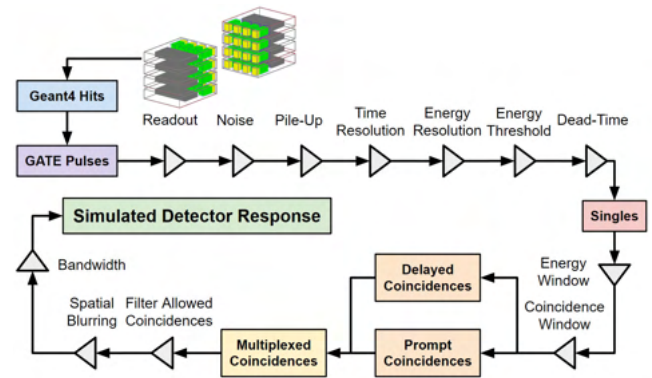 Geant4 Hits
Readout
Noise
Pile-Up
Time
Resolution
Energy
Resolution
Energy
Threshold
Dead-Time
GATE Pulses
Simulated Detector Response
Singles
Bandwidth
Delayed
Coincidences
Energy
Window
Spatial
Blurring
Filter Allowed
Coincidences
Coincidence
Window
Multiplexed
Coincidences
Prompt
Coincidences